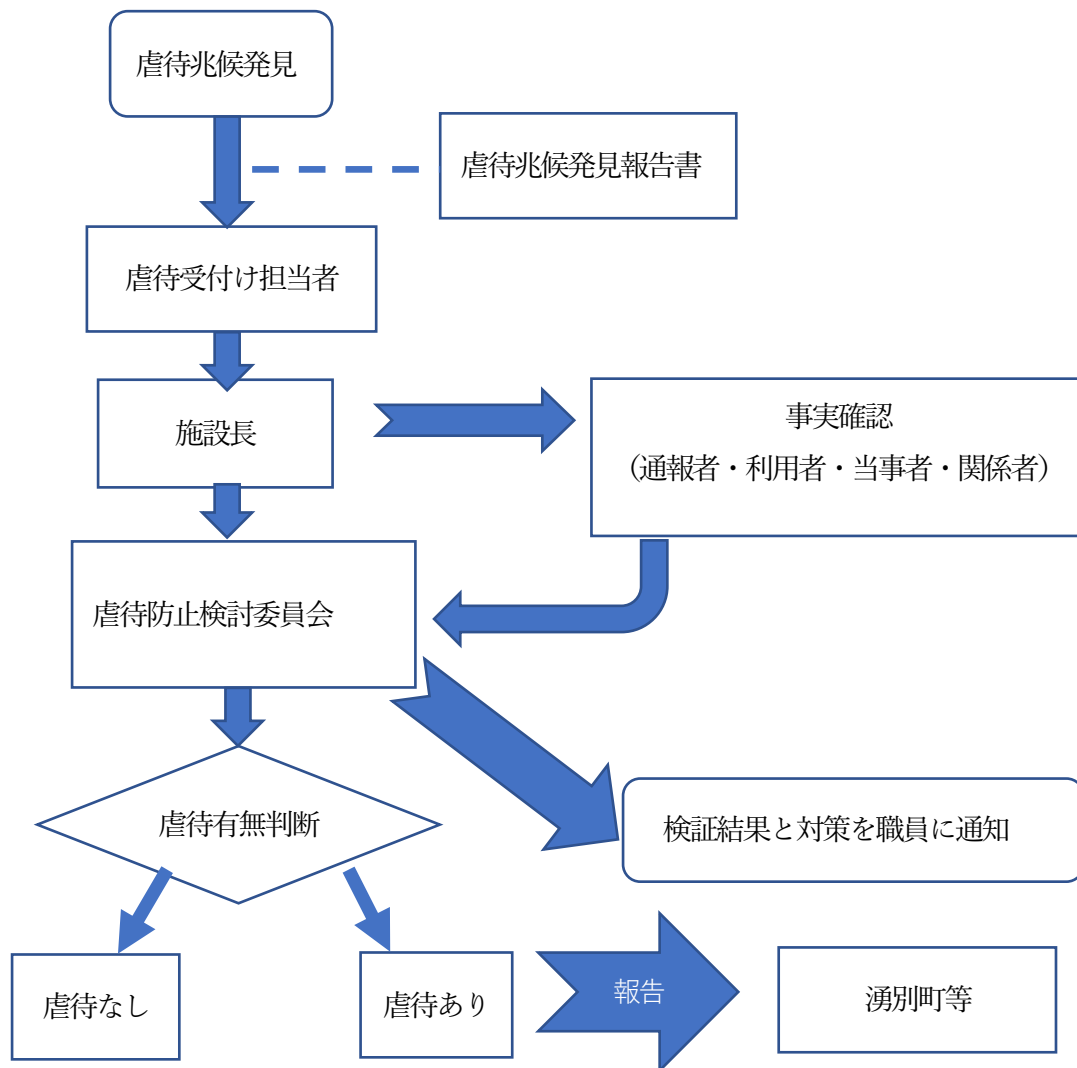 虐待兆候発見
虐待兆候発見報告書
虐待受付け担当者
施設長
事実確認
（通報者・利用者・当事者・関係者）
虐待防止検討委員会
虐待有無判断
検証結果と対策を職員に通知
虐待なし
虐待あり
報告
湧別町等